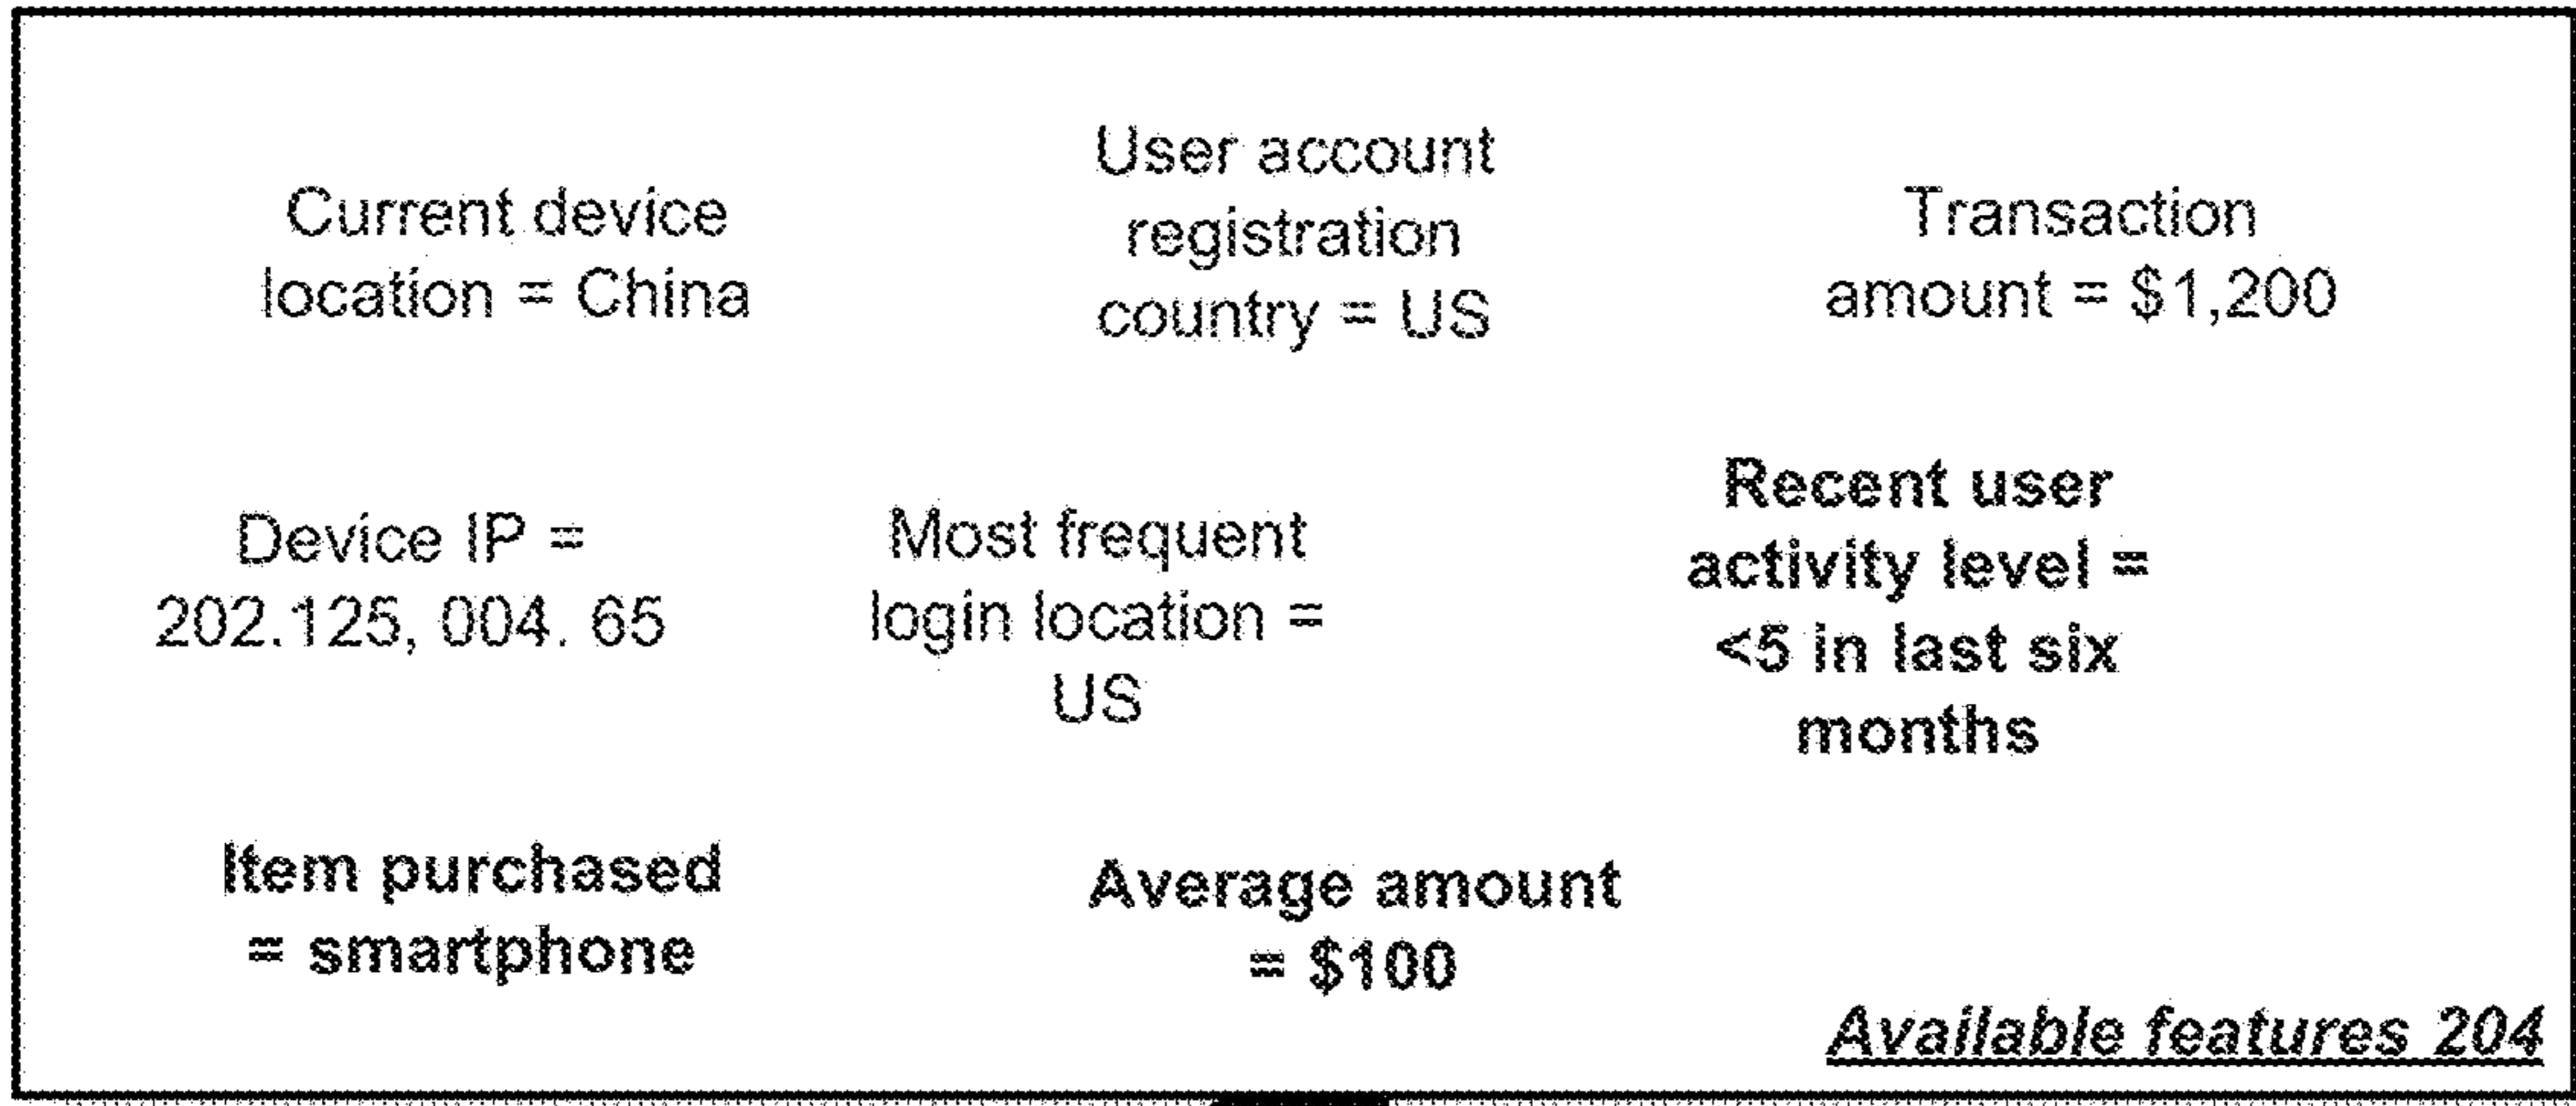 Current device
location = China
User account
registration
country = US
Transaction
amount = $1,200
Device IP =
202.125, 004. 65
Most frequent
login location =
US
Recent user
activity level =
<5 in last six
months
Item purchased
= smartphone
Average amount
= $100
Available features 204